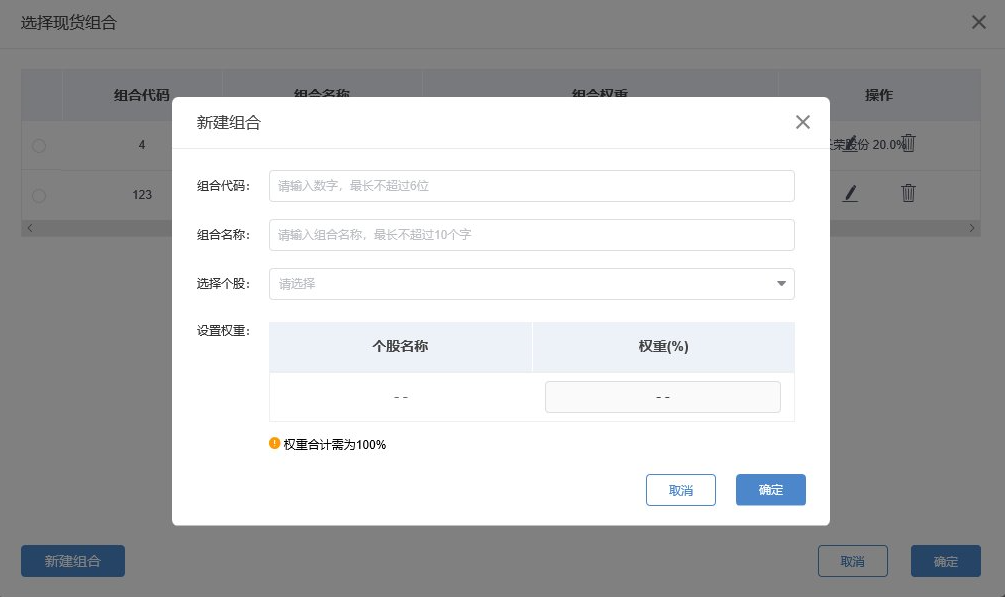 选择现货组合
组合代码 组合名称 组合权重 操作
新建组合
4 长荣股份 20.0%
组合代码： 请输入数字，最长不超过6位
123
组合名称： 请输入组合名称，最长不超过10个字
选择个股： 请选择
设置权重：
个股名称 权重(%)
-- --
权重合计需为100%
取消 确定
新建组合 取消 确定